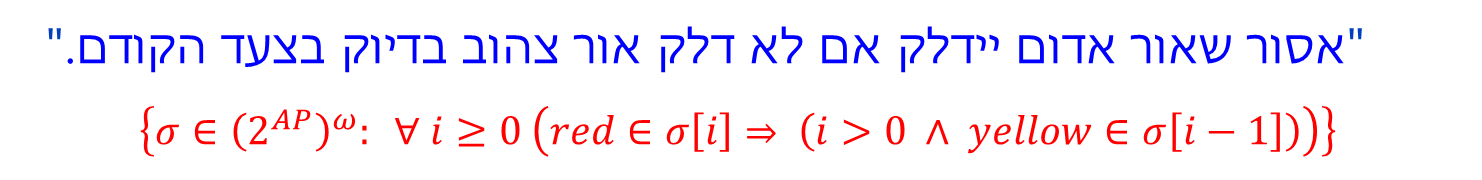 "אסור שאור אדום יידלק אם לא דלק אור צהוב בדיוק בצעד הקודם."
{σ ∈ (2^{AP})^ω: ∀ i ≥ 0 (red ∈ σ[i] ⇒ (i > 0 ∧ yellow ∈ σ[i − 1]))}